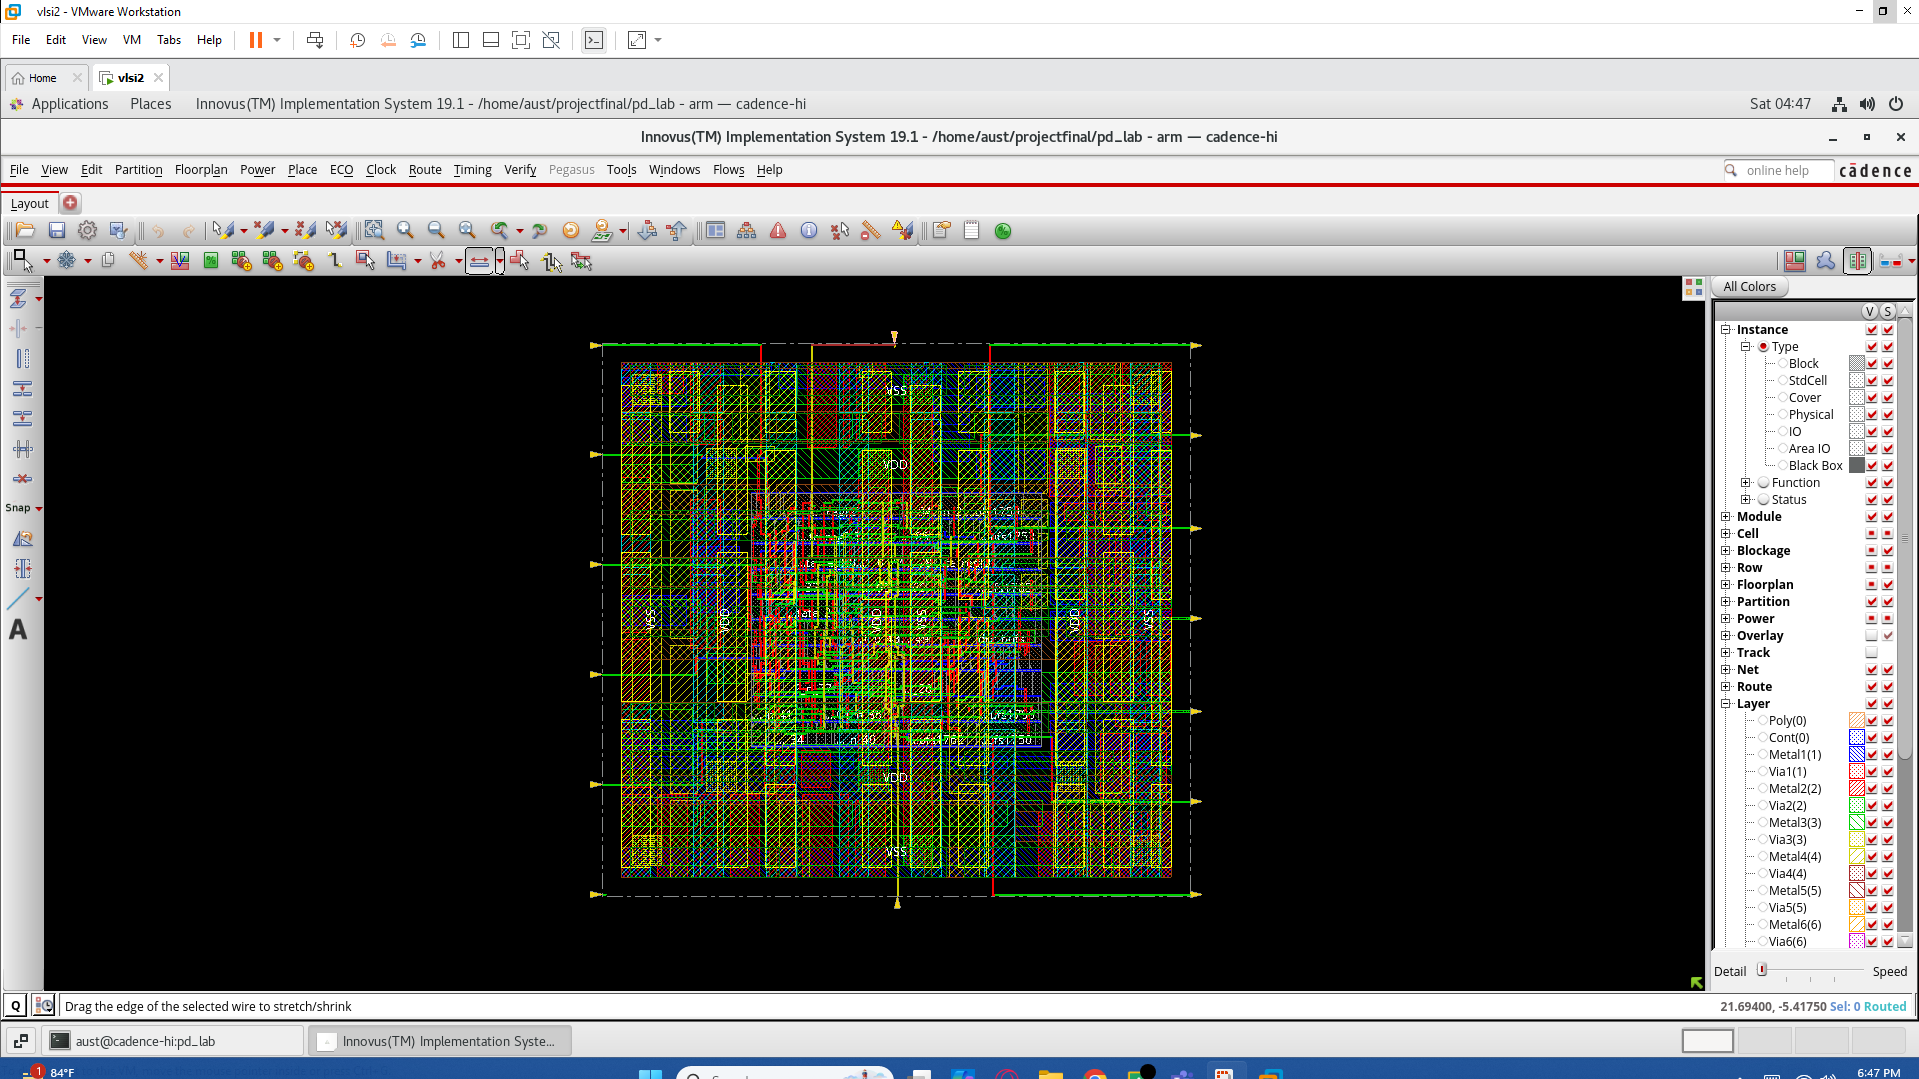 vlsi2 - VMware Workstation
File Edit View VM Tabs Help
Home vlsi2
Applications Places Innovus(TM) Implementation System 19.1 - /home/aust/projectfinal/pd_lab - arm — cadence-hi Sat 04:47
Innovus(TM) Implementation System 19.1 - /home/aust/projectfinal/pd_lab - arm — cadence-hi
File View Edit Partition Floorplan Power Place ECO Clock Route Timing Verify Pegasus Tools Windows Flows Help online help cādence
Layout
All Colors
V S
Instance
Type
Block
StdCell
Cover
Physical
IO
Area IO
Black Box
Function
Status
Module
Cell
Blockage
Row
Floorplan
Partition
Power
Overlay
Track
Net
Route
Layer
Poly(0)
Cont(0)
Metal1(1)
Via1(1)
Metal2(2)
Via2(2)
Metal3(3)
Via3(3)
Metal4(4)
Via4(4)
Metal5(5)
Via5(5)
Metal6(6)
Via6(6)
Detail Speed
Snap
A
VSS
VDD
VSS VDD VDD VSS VDD VSS
VDD
VSS
Q Drag the edge of the selected wire to stretch/shrink 21.69400, -5.41750 Sel: 0 Routed
aust@cadence-hi:pd_lab Innovus(TM) Implementation Syste...
1 84°F 6:47 PM